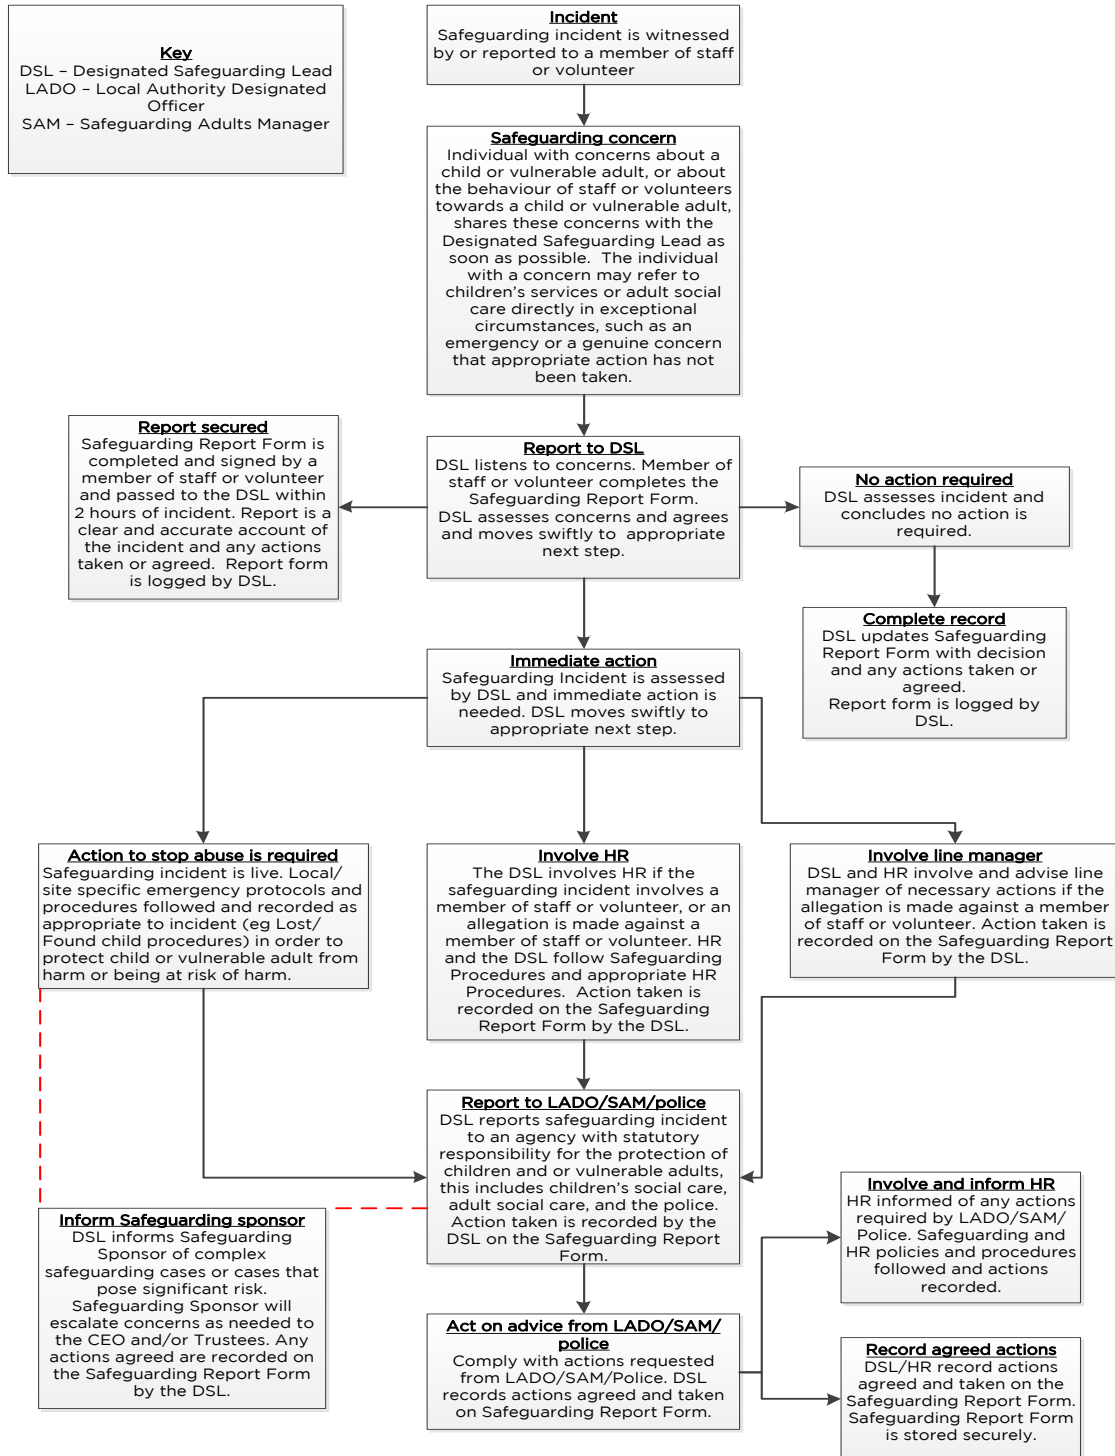 Key
DSL – Designated Safeguarding Lead
LADO – Local Authority Designated
Officer
SAM – Safeguarding Adults Manager
Incident
Safeguarding incident is witnessed
by or reported to a member of staff
or volunteer
Safeguarding concern
Individual with concerns about a
child or vulnerable adult, or about
the behaviour of staff or volunteers
towards a child or vulnerable adult,
shares these concerns with the
Designated Safeguarding Lead as
soon as possible.  The individual
with a concern may refer to
children’s services or adult social
care directly in exceptional
circumstances, such as an
emergency or a genuine concern
that appropriate action has not
been taken.
Report secured
Safeguarding Report Form is
completed and signed by a
member of staff or volunteer
and passed to the DSL within
2 hours of incident. Report is a
clear and accurate account of
the incident and any actions
taken or agreed.  Report form
is logged by DSL.
Report to DSL
DSL listens to concerns. Member of
staff or volunteer completes the
Safeguarding Report Form.
DSL assesses concerns and agrees
and moves swiftly to  appropriate
next step.
No action required
DSL assesses incident and
concludes no action is
required.
Complete record
DSL updates Safeguarding
Report Form with decision
and any actions taken or
agreed.
Report form is logged by
DSL.
Immediate action
Safeguarding Incident is assessed
by DSL and immediate action is
needed. DSL moves swiftly to
appropriate next step.
Action to stop abuse is required
Safeguarding incident is live. Local/
site specific emergency protocols and
procedures followed and recorded as
appropriate to incident (eg Lost/
Found child procedures) in order to
protect child or vulnerable adult from
harm or being at risk of harm.
Involve HR
The DSL involves HR if the
safeguarding incident involves a
member of staff or volunteer, or an
allegation is made against a
member of staff or volunteer. HR
and the DSL follow Safeguarding
Procedures and appropriate HR
Procedures.  Action taken is
recorded on the Safeguarding
Report Form by the DSL.
Involve line manager
DSL and HR involve and advise line
manager of necessary actions if the
allegation is made against a member
of staff or volunteer. Action taken is
recorded on the Safeguarding Report
Form by the DSL.
Report to LADO/SAM/police
DSL reports safeguarding incident
to an agency with statutory
responsibility for the protection of
children and or vulnerable adults,
this includes children’s social care,
adult social care, and the police.
Action taken is recorded by the
DSL on the Safeguarding Report
Form.
Inform Safeguarding sponsor
DSL informs Safeguarding
Sponsor of complex
safeguarding cases or cases that
pose significant risk.
Safeguarding Sponsor will
escalate concerns as needed to
the CEO and/or Trustees. Any
actions agreed are recorded on
the Safeguarding Report Form
by the DSL.
Act on advice from LADO/SAM/
police
Comply with actions requested
from LADO/SAM/Police. DSL
records actions agreed and taken
on Safeguarding Report Form.
Involve and inform HR
HR informed of any actions
required by LADO/SAM/
Police. Safeguarding and
HR policies and procedures
followed and actions
recorded.
Record agreed actions
DSL/HR record actions
agreed and taken on the
Safeguarding Report Form.
Safeguarding Report Form
is stored securely.